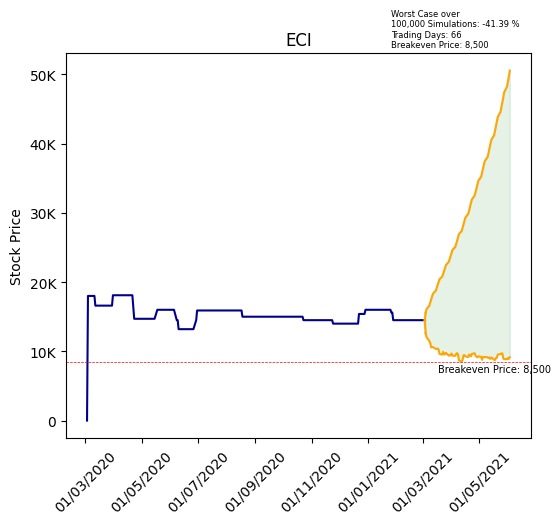 Worst Case over
100,000 Simulations: -41.39 %
Trading Days: 66
Breakeven Price: 8,500
ECI
Stock Price
50K
40K
30K
20K
10K
0
Breakeven Price: 8,500
01/03/2020
01/05/2020
01/07/2020
01/09/2020
01/11/2020
01/01/2021
01/03/2021
01/05/2021